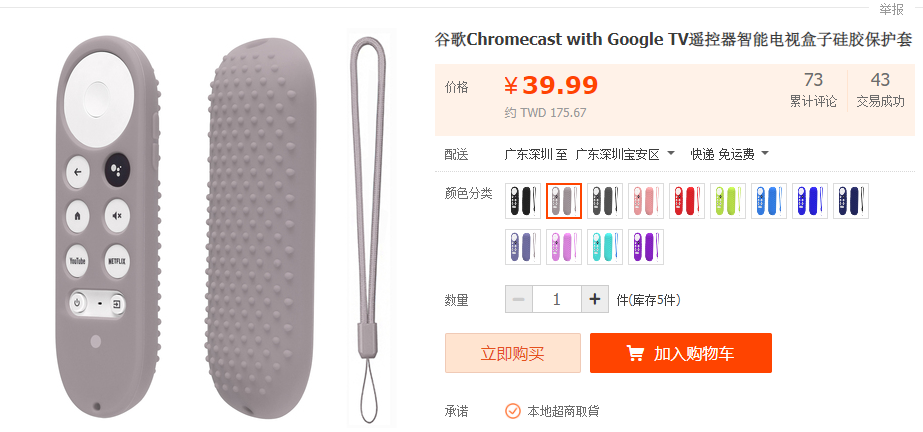 举报
谷歌Chromecast with Google TV遥控器智能电视盒子硅胶保护套
价格 ¥39.99 73 43
约 TWD 175.67 累计评论 交易成功
配送 广东深圳 至 广东深圳宝安区 快递 免运费
颜色分类
数量 1 件(库存5件)
立即购买 加入购物车
承诺 本地超商取貨
YouTube NETFLIX